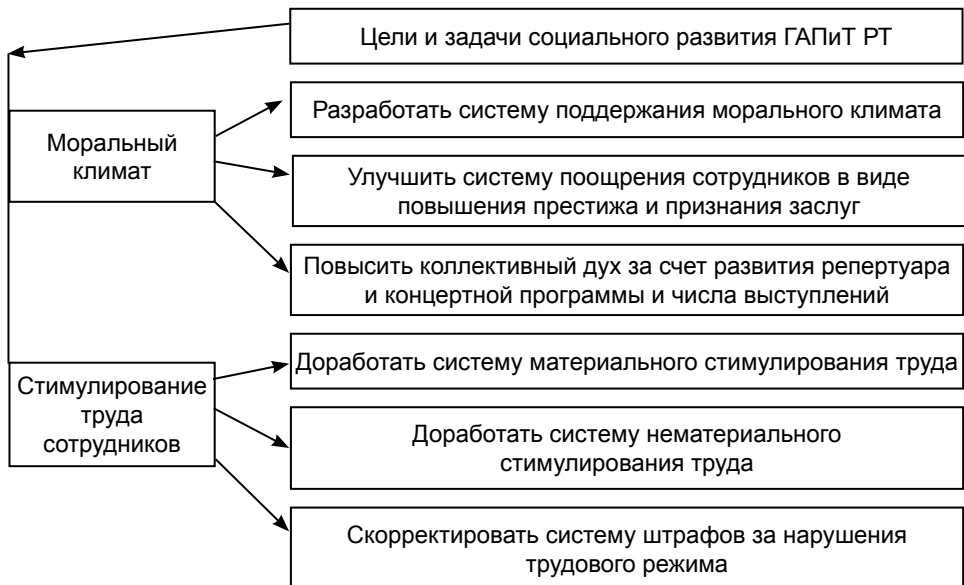 Цели и задачи социального развития ГАПиТ РТ
Моральный
климат
Разработать систему поддержания морального климата
Улучшить систему поощрения сотрудников в виде
повышения престижа и признания заслуг
Повысить коллективный дух за счет развития репертуара
и концертной программы и числа выступлений
Стимулирование
труда
сотрудников
Доработать систему материального стимулирования труда
Доработать систему нематериального
стимулирования труда
Скорректировать систему штрафов за нарушения
трудового режима